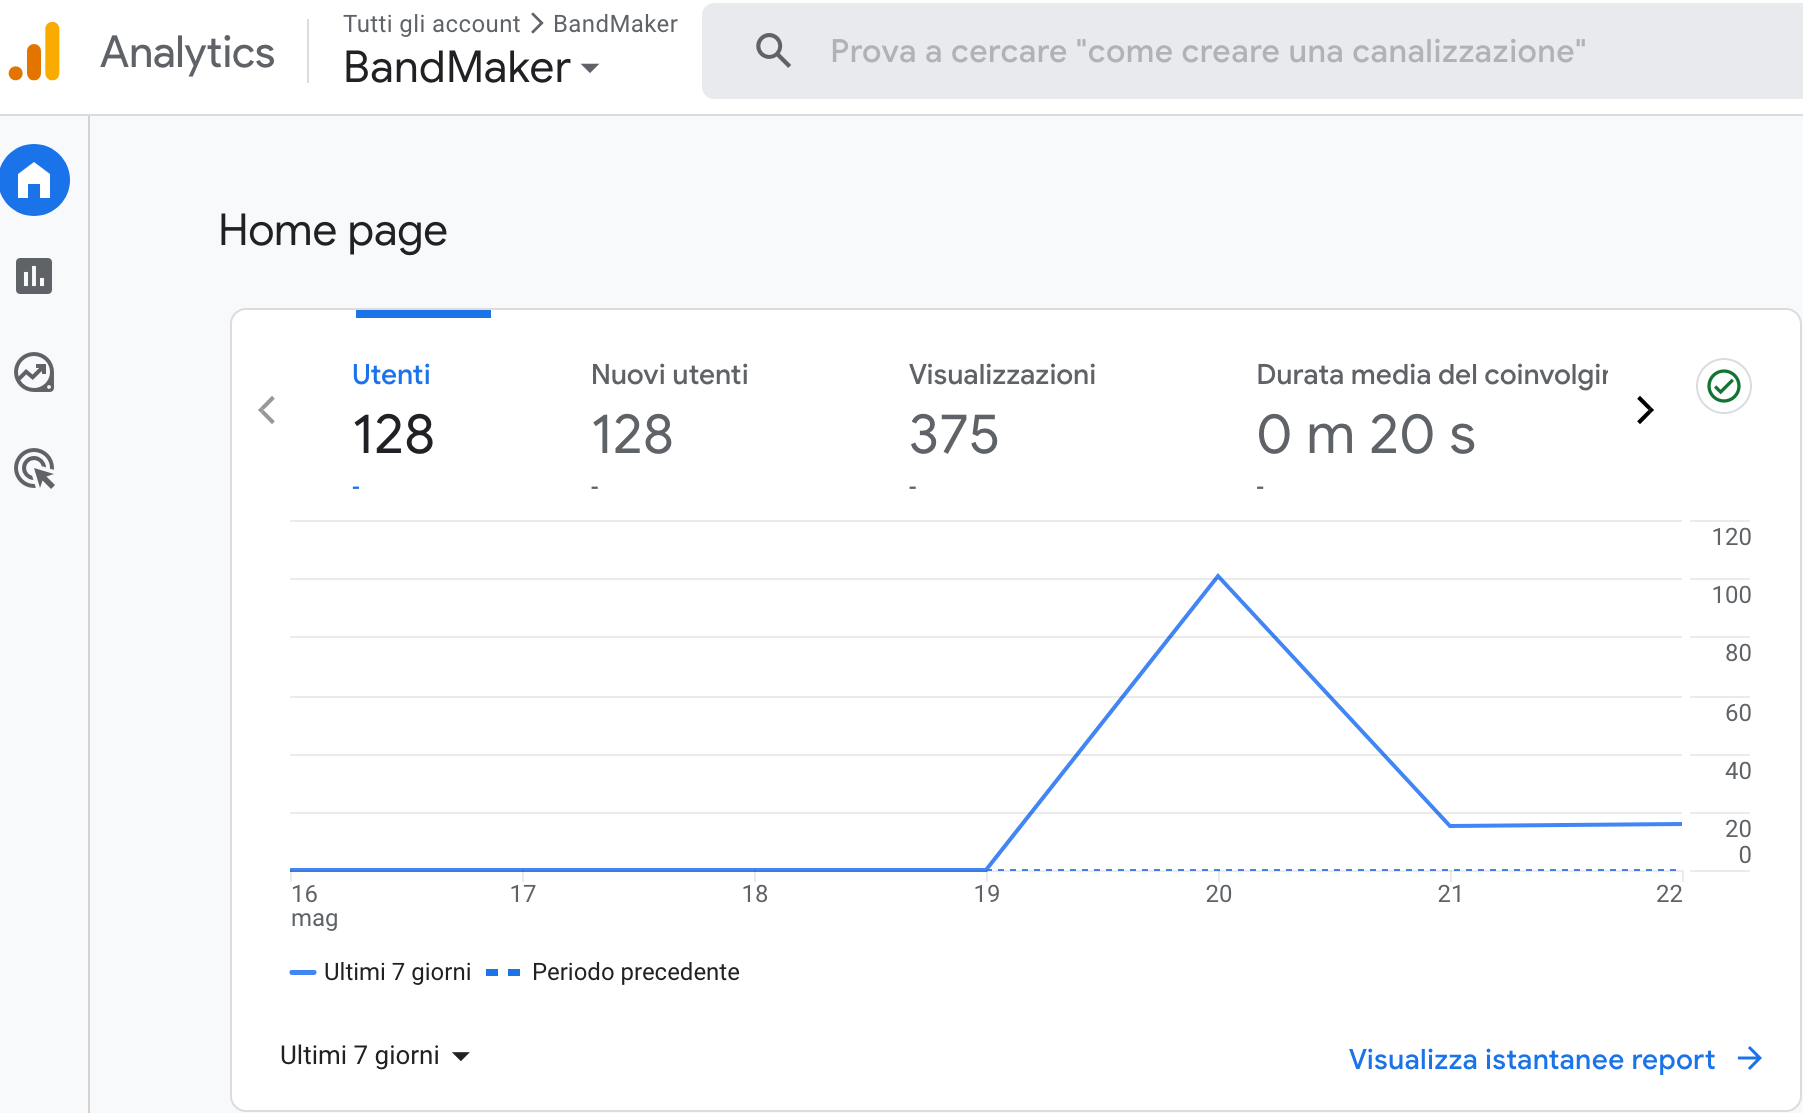 Analytics
Tutti gli account > BandMaker
BandMaker
Prova a cercare "come creare una canalizzazione"
Home page
Utenti
128
-
Nuovi utenti
128
-
Visualizzazioni
375
-
Durata media del coinvolgi
0 m 20 s
-
120
100
80
60
40
20
0
16
mag
17
18
19
20
21
22
Ultimi 7 giorni
Periodo precedente
Ultimi 7 giorni
Visualizza istantanee report